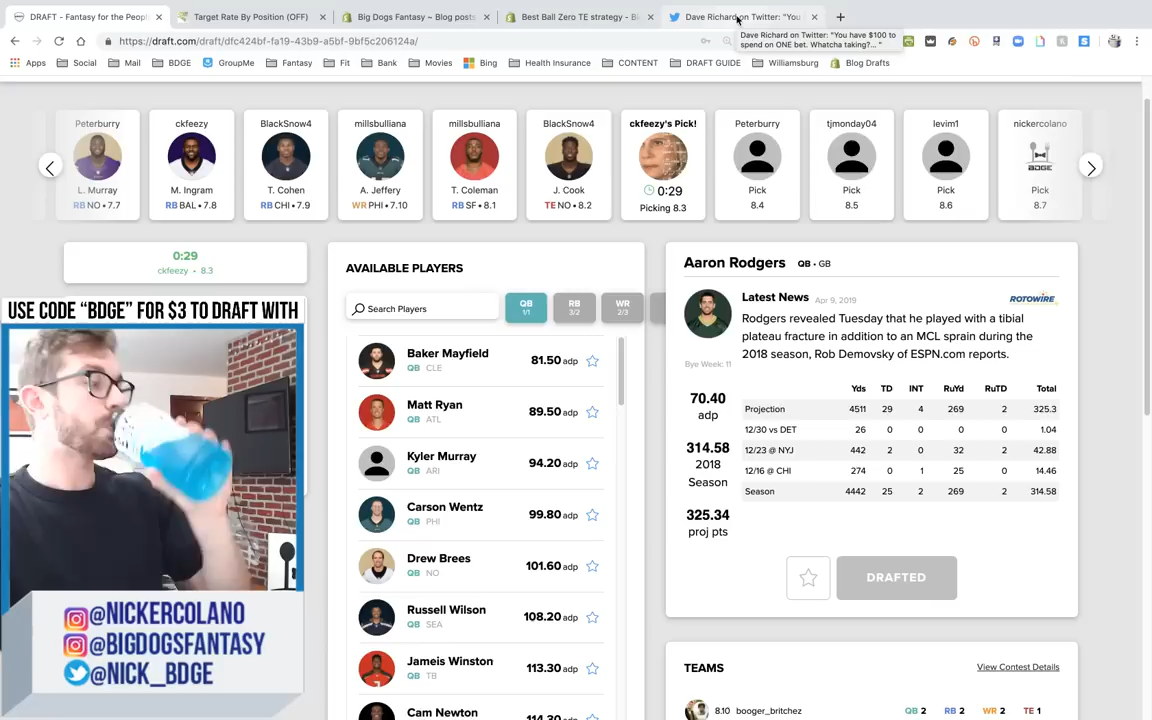 DRAFT - Fantasy for the Peopl
Target Rate By Position (OFF)
Big Dogs Fantasy ~ Blog posts
Best Ball Zero TE strategy - Bi
Dave Richard on Twitter: "You
https://draft.com/draft/dfc424bf-fa19-43b9-a5bf-9bf5c206124a/
Dave Richard on Twitter: "You have $100 to
spend on ONE bet. Whatcha taking?... "
Apps
Social
Mail
BDGE
GroupMe
Fantasy
Fit
Bank
Movies
Bing
Health Insurance
CONTENT
DRAFT GUIDE
Williamsburg
Blog Drafts
Peterburry
L. Murray
RB NO • 7.7
ckfeezy
M. Ingram
RB BAL • 7.8
BlackSnow4
T. Cohen
RB CHI • 7.9
millsbulliana
A. Jeffery
WR PHI • 7.10
millsbulliana
T. Coleman
RB SF • 8.1
BlackSnow4
J. Cook
TE NO • 8.2
ckfeezy's Pick!
0:29
Picking 8.3
Peterburry
Pick
8.4
tjmonday04
Pick
8.5
levim1
Pick
8.6
nickercolano
BDGE
Pick
8.7
0:29
ckfeezy • 8.3
USE CODE "BDGE" FOR $3 TO DRAFT WITH
@NICKERCOLANO
@BIGDOGSFANTASY
@NICK_BDGE
AVAILABLE PLAYERS
Search Players
QB
1/1
RB
3/2
WR
2/3
Baker Mayfield
QB CLE
81.50 adp
Matt Ryan
QB ATL
89.50 adp
Kyler Murray
QB ARI
94.20 adp
Carson Wentz
QB PHI
99.80 adp
Drew Brees
QB NO
101.60 adp
Russell Wilson
QB SEA
108.20 adp
Jameis Winston
QB TB
113.30 adp
Cam Newton
114.30 adp
Aaron Rodgers QB • GB
Latest News Apr 9, 2019
ROTOWIRE
Rodgers revealed Tuesday that he played with a tibial
plateau fracture in addition to an MCL sprain during the
2018 season, Rob Demovsky of ESPN.com reports.
Bye Week: 11
70.40
adp
314.58
2018
Season
325.34
proj pts
Yds TD INT RuYd RuTD Total
Projection 4511 29 4 269 2 325.3
12/30 vs DET 26 0 0 0 0 1.04
12/23 @ NYJ 442 2 0 32 2 42.88
12/16 @ CHI 274 0 1 25 0 14.46
Season 4442 25 2 269 2 314.58
DRAFTED
TEAMS
View Contest Details
8.10 booger_britchez QB 2 RB 2 WR 2 TE 1